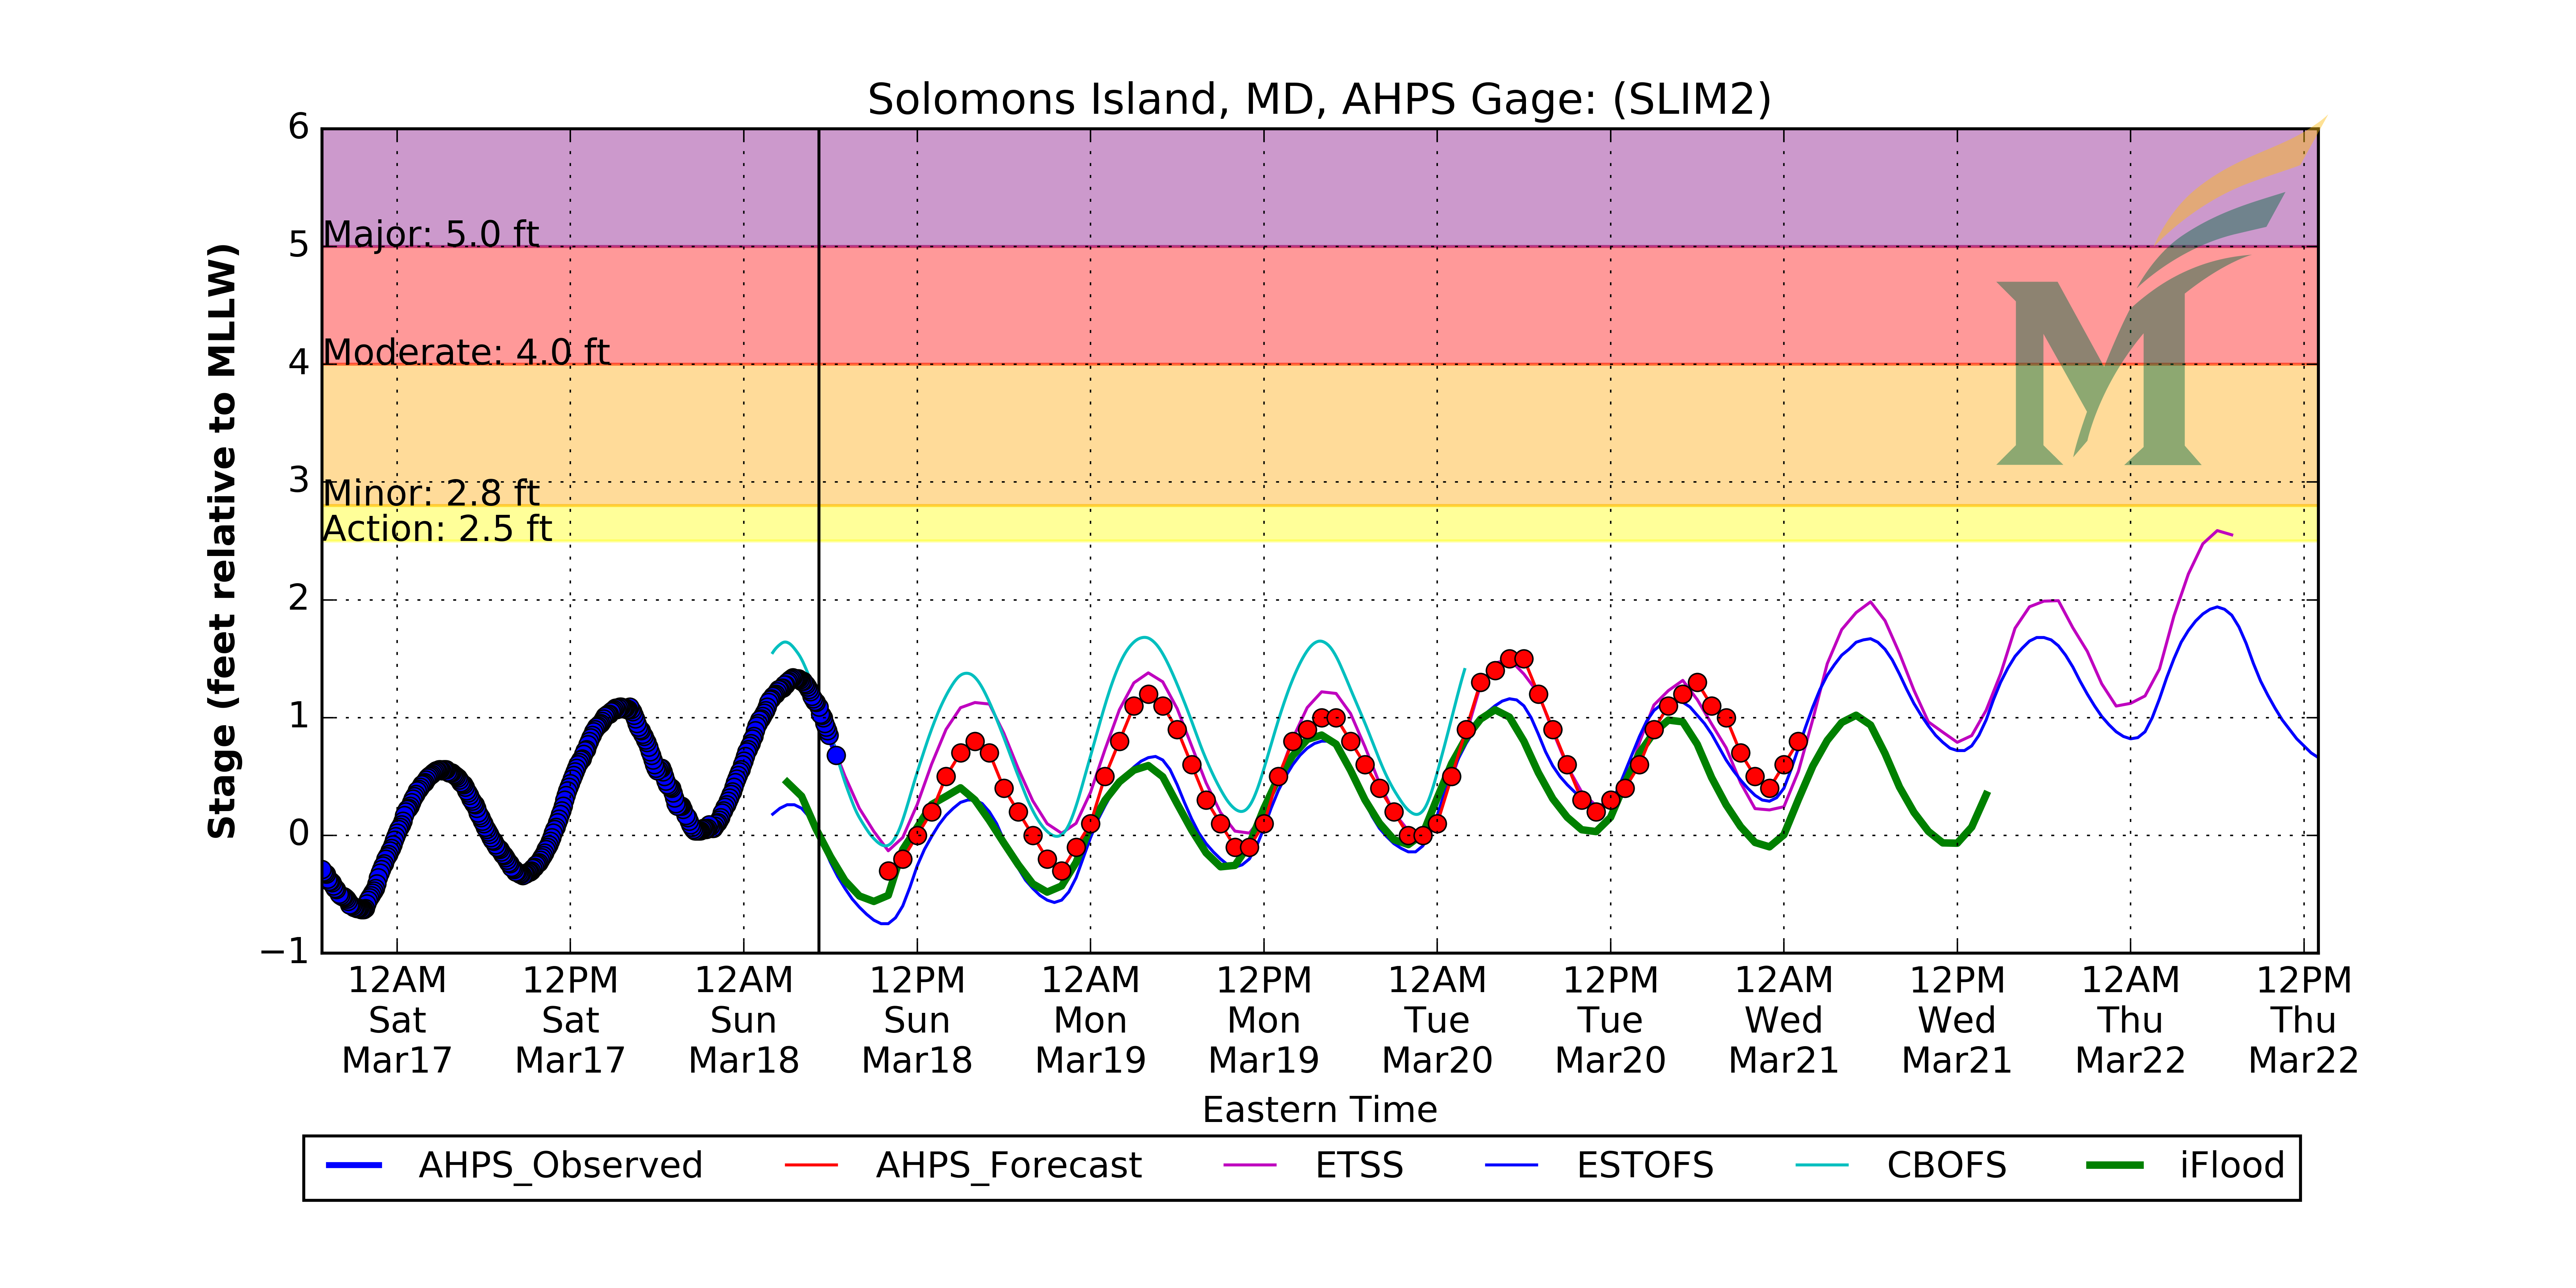 Solomons Island, MD, AHPS Gage: (SLIM2)
Stage (feet relative to MLLW)
6
5
4
3
2
1
0
−1
Major: 5.0 ft
Moderate: 4.0 ft
Minor: 2.8 ft
Action: 2.5 ft
M
12AM 12PM 12AM 12PM 12AM 12PM 12AM 12PM 12AM 12PM 12AM 12PM
Sat Sat Sun Sun Mon Mon Tue Tue Wed Wed Thu Thu
Mar17 Mar17 Mar18 Mar18 Mar19 Mar19 Mar20 Mar20 Mar21 Mar21 Mar22 Mar22
Eastern Time
AHPS_Observed AHPS_Forecast ETSS ESTOFS CBOFS iFlood